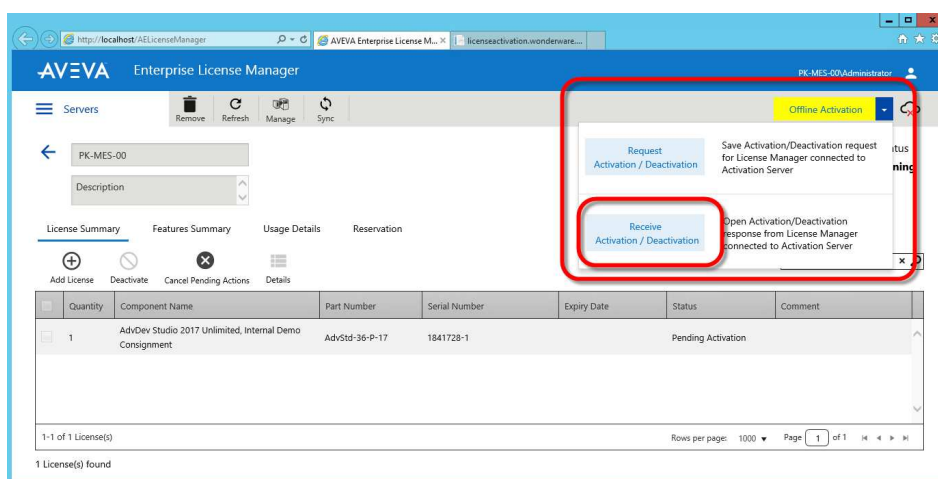 http://localhost/AELicenseManager
AVEVA Enterprise License M...
licenseactivation.wonderware....
AVEVA Enterprise License Manager
PK-MES-00\Administrator
Servers
Remove
Refresh
Manage
Sync
Offline Activation
PK-MES-00
Description
Request
Activation / Deactivation
Save Activation/Deactivation request
for License Manager connected to
Activation Server
tus
ning
Receive
Activation / Deactivation
Open Activation/Deactivation
response from License Manager
connected to Activation Server
License Summary
Features Summary
Usage Details
Reservation
Add License
Deactivate
Cancel Pending Actions
Details
Quantity
Component Name
Part Number
Serial Number
Expiry Date
Status
Comment
1
AdvDev Studio 2017 Unlimited, Internal Demo
Consignment
AdvStd-36-P-17
1841728-1
Pending Activation
1-1 of 1 License(s)
Rows per page: 1000
Page 1 of 1
1 License(s) found